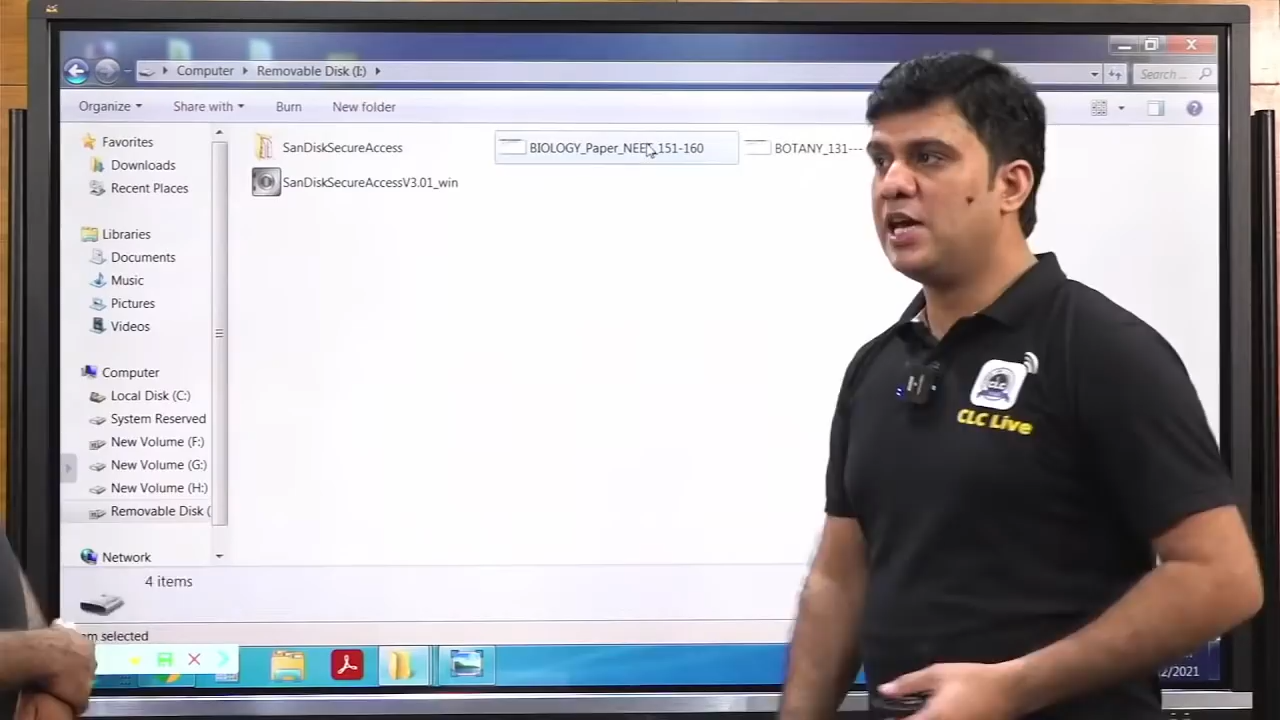 Computer
Removable Disk (I:)
Search ...
Organize
Share with
Burn
New folder
Favorites
Downloads
Recent Places
Libraries
Documents
Music
Pictures
Videos
Computer
Local Disk (C:)
System Reserved
New Volume (F:)
New Volume (G:)
New Volume (H:)
Removable Disk (
Network
SanDiskSecureAccess
BIOLOGY_Paper_NEET_151-160
BOTANY_131---
SanDiskSecureAccessV3.01_win
4 items
m selected
2/2021
CLC
CLC Live